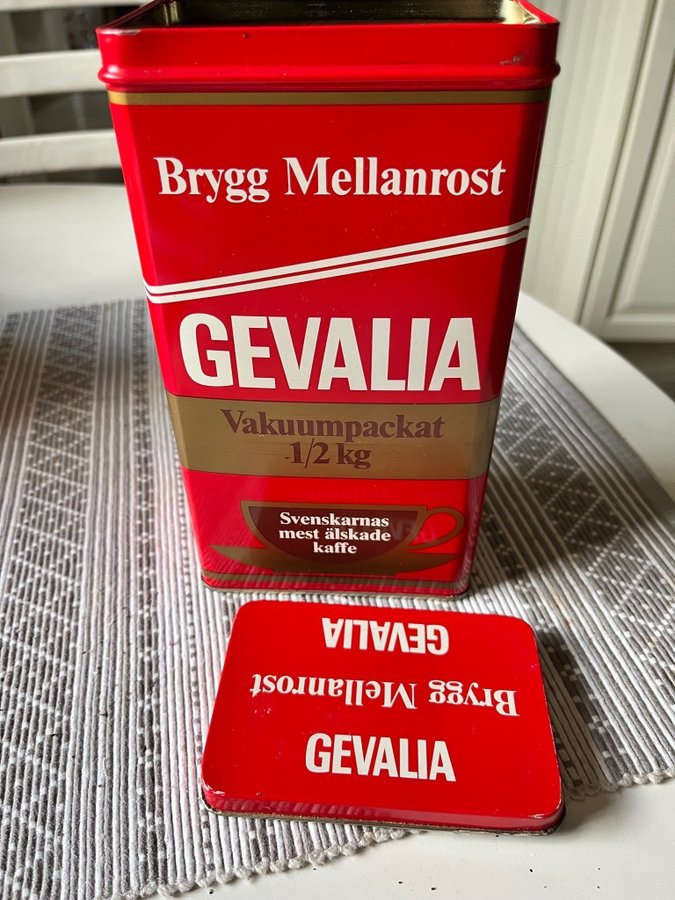 Brygg Mellanrost
GEVALIA
Vakuumpackat
1/2 kg
Svenskarnas
mest älskade
kaffe
GEVALIA
Brygg Mellanrost
GEVALIA